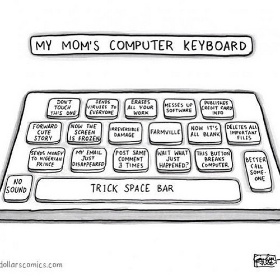 MY MOM'S COMPUTER KEYBOARD
DON'T
TOUCH
THIS ONE
SENDS
VIRUSES TO
EVERYONE
ERASES
ALL YOUR
WORK
MESSES UP
SOFTWARE
PUBLISHES
CREDIT CARD
INFO
FORWARD
CUTE
STORY
NOW THE
SCREEN
IS FROZEN
IRREVERSIBLE
DAMAGE
FARMVILLE
NOW IT'S
ALL BLANK
DELETES ALL
IMPORTANT
FILES
SENDS MONEY
TO NIGERIAN
PRINCE
MY EMAIL
JUST
DISAPPEARED
POST SAME
COMMENT
3 TIMES
WAIT WHAT
JUST
HAPPENED?
THIS BUTTON
BREAKS
COMPUTER
BETTER
CALL
SOME-
ONE
NO
SOUND
TRICK SPACE BAR
dollarscomics.com